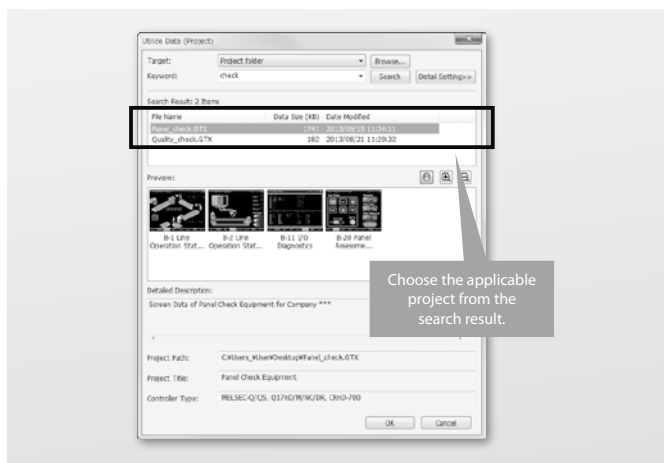 Utilize Data (Project)
Target: Project folder Browse...
Keyword: check Search Detail Setting>>
Search Result: 2 Items
File Name Data Size (KB) Date Modified
Panel_check.GTX 1741 2013/09/19 11:34:11
Quality_check.GTX 182 2013/08/21 11:29:32
Preview:
B-1 Line Operation Stat... B-2 Line Operation Stat... B-11 I/O Diagnostics B-20 Panel Assessme...
Choose the applicable
project from the
search result.
Detailed Description:
Screen Data of Panel Check Equipment for Company ***
Project Path: C:¥Users_¥User¥Desktop¥Panel_check.GTX
Project Title: Panel Check Equipment
Controller Type: MELSEC-Q/QS, Q17nD/M/NC/DR, CRnD-700
OK Cancel